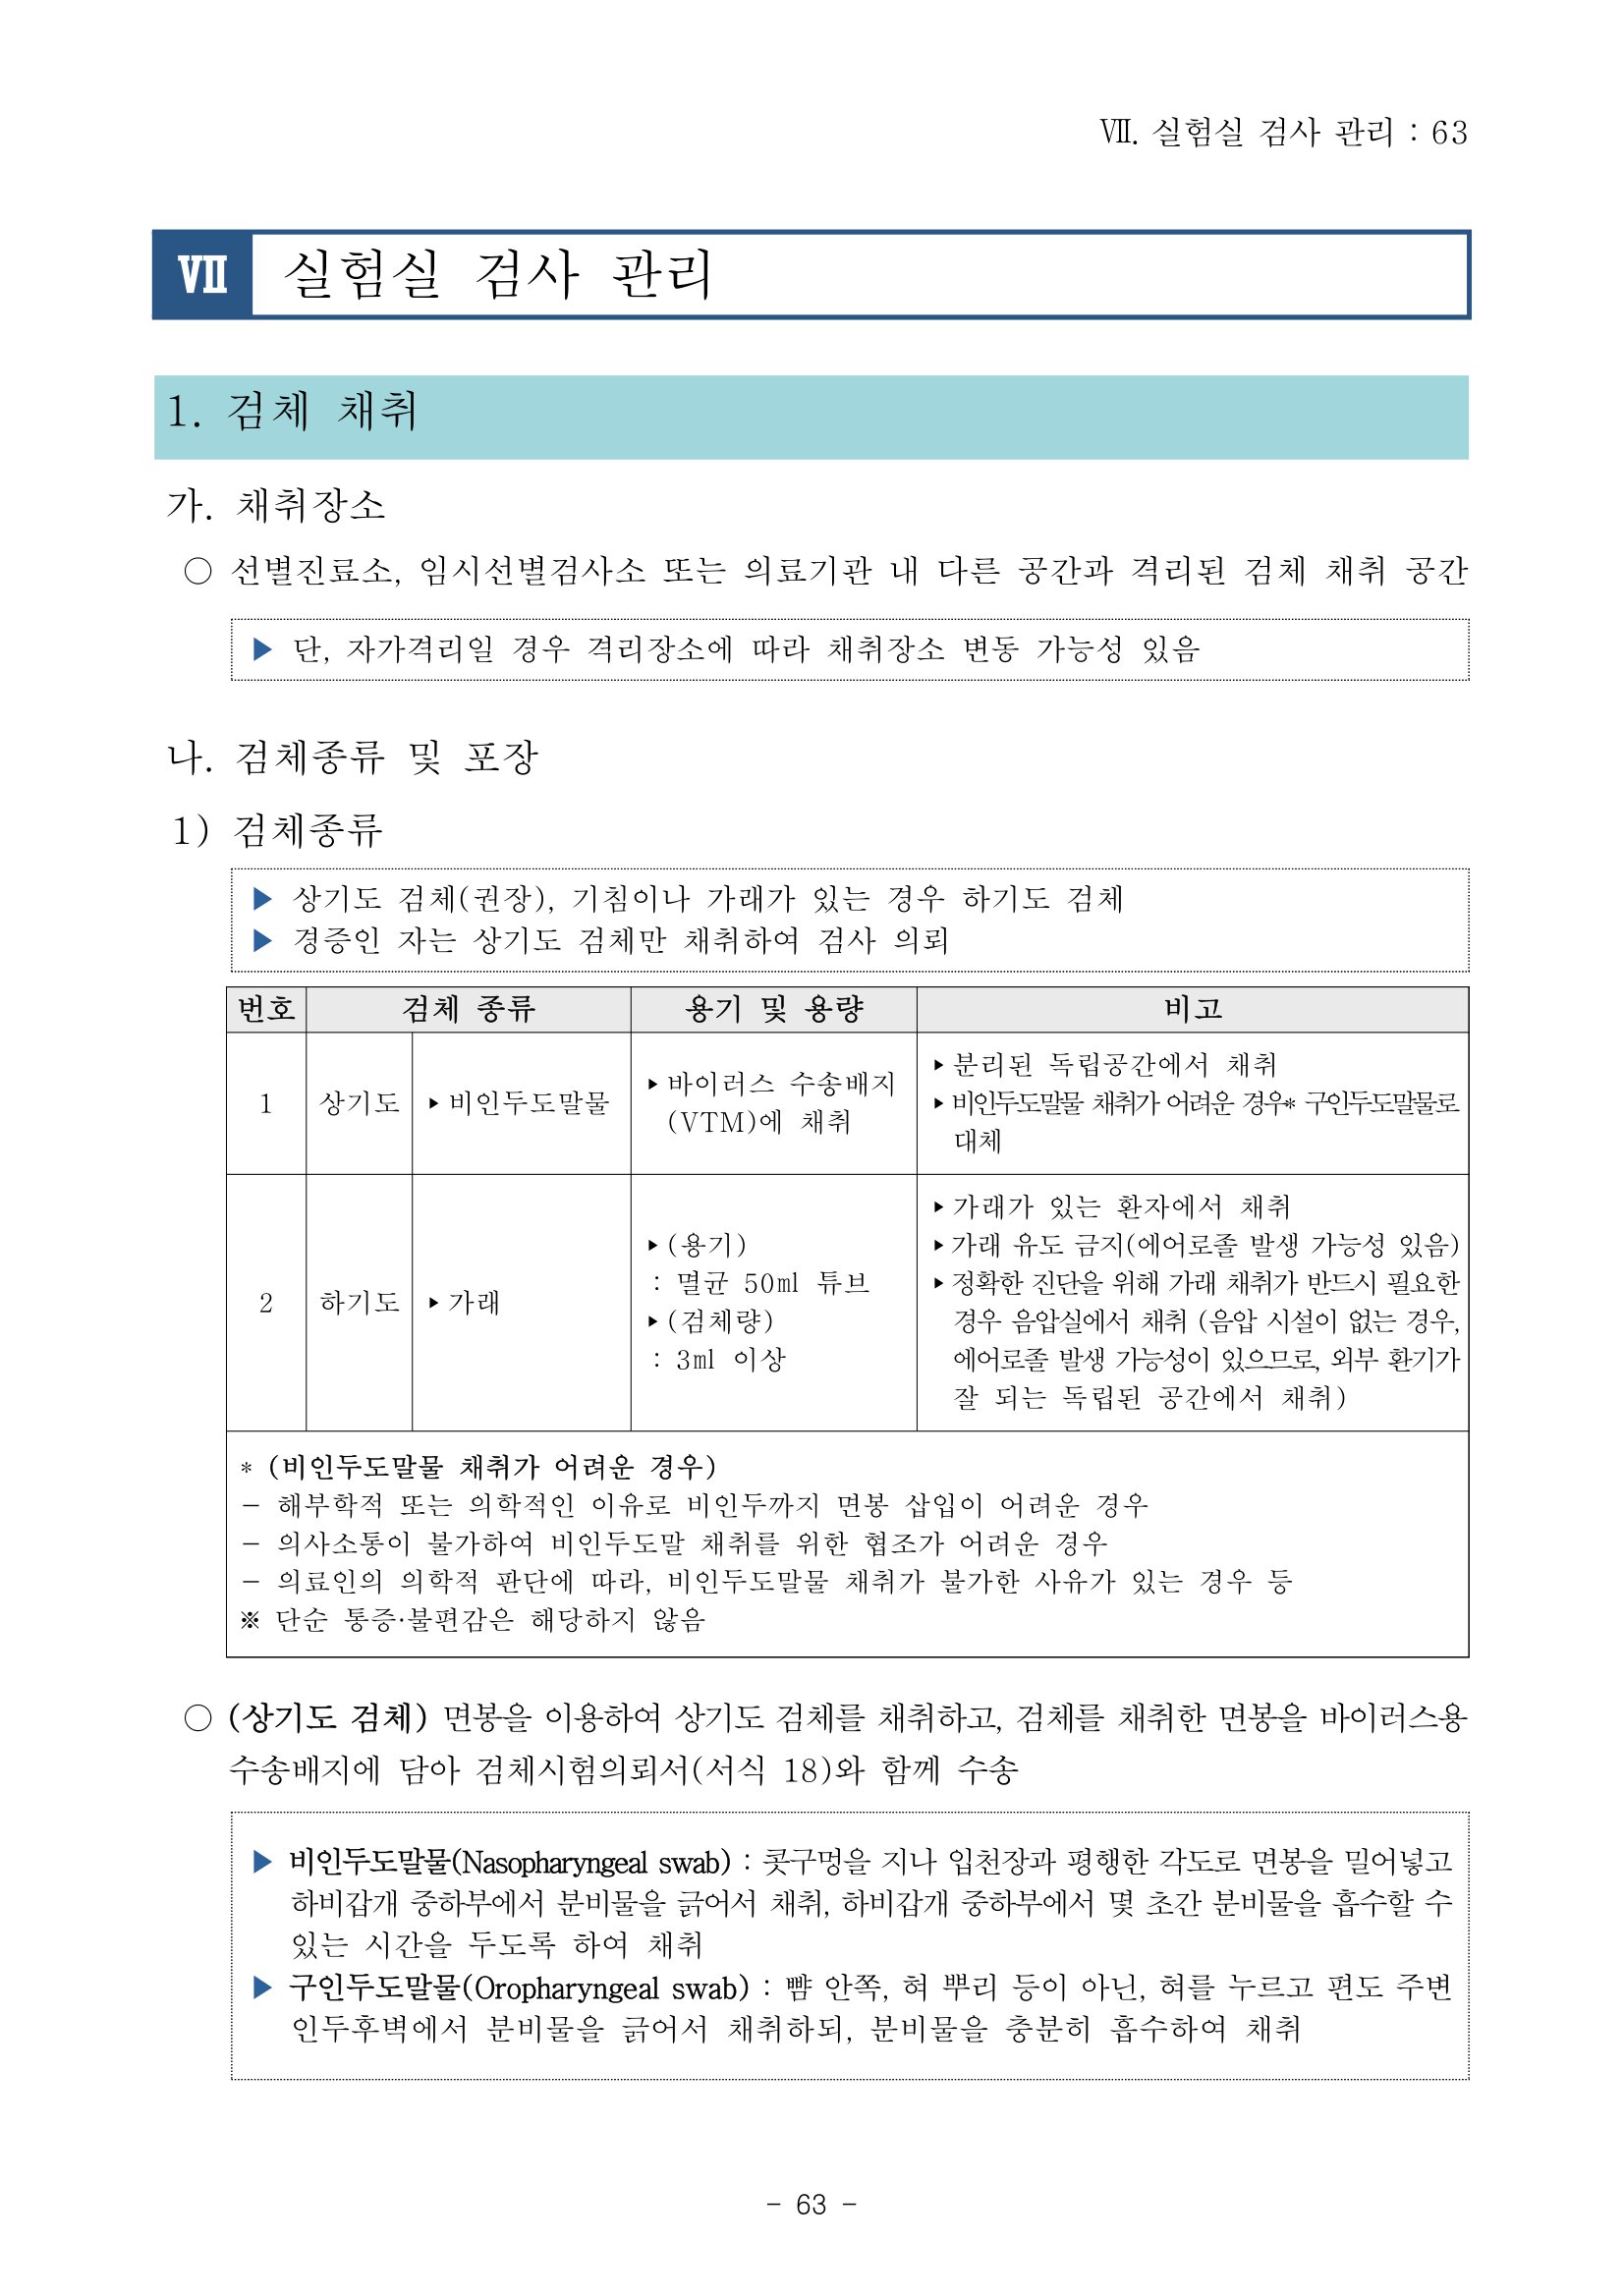 Ⅶ. 실험실 검사 관리 : 63
Ⅶ 실험실 검사 관리
1. 검체 채취
가. 채취장소
○ 선별진료소, 임시선별검사소 또는 의료기관 내 다른 공간과 격리된 검체 채취 공간
▶ 단, 자가격리일 경우 격리장소에 따라 채취장소 변동 가능성 있음
나. 검체종류 및 포장
1) 검체종류
▶ 상기도 검체(권장), 기침이나 가래가 있는 경우 하기도 검체
▶ 경증인 자는 상기도 검체만 채취하여 검사 의뢰
번호 검체 종류 용기 및 용량 비고
1 상기도 ▸비인두도말물
▸바이러스 수송배지
(VTM)에 채취
▸분리된 독립공간에서 채취
▸비인두도말물 채취가 어려운 경우* 구인두도말물로
대체
2 하기도 ▸가래
▸(용기)
: 멸균 50㎖ 튜브
▸(검체량)
: 3㎖ 이상
▸가래가 있는 환자에서 채취
▸가래 유도 금지(에어로졸 발생 가능성 있음)
▸정확한 진단을 위해 가래 채취가 반드시 필요한
경우 음압실에서 채취 (음압 시설이 없는 경우,
에어로졸 발생 가능성이 있으므로, 외부 환기가
잘 되는 독립된 공간에서 채취)
* (비인두도말물 채취가 어려운 경우)
- 해부학적 또는 의학적인 이유로 비인두까지 면봉 삽입이 어려운 경우
- 의사소통이 불가하여 비인두도말 채취를 위한 협조가 어려운 경우
- 의료인의 의학적 판단에 따라, 비인두도말물 채취가 불가한 사유가 있는 경우 등
※ 단순 통증·불편감은 해당하지 않음
○ (상기도 검체) 면봉을 이용하여 상기도 검체를 채취하고, 검체를 채취한 면봉을 바이러스용
수송배지에 담아 검체시험의뢰서(서식 18)와 함께 수송
▶ 비인두도말물(Nasopharyngeal swab) : 콧구멍을 지나 입천장과 평행한 각도로 면봉을 밀어넣고
하비갑개 중하부에서 분비물을 긁어서 채취, 하비갑개 중하부에서 몇 초간 분비물을 흡수할 수
있는 시간을 두도록 하여 채취
▶ 구인두도말물(Oropharyngeal swab) : 뺨 안쪽, 혀 뿌리 등이 아닌, 혀를 누르고 편도 주변
인두후벽에서 분비물을 긁어서 채취하되, 분비물을 충분히 흡수하여 채취
- 63 -